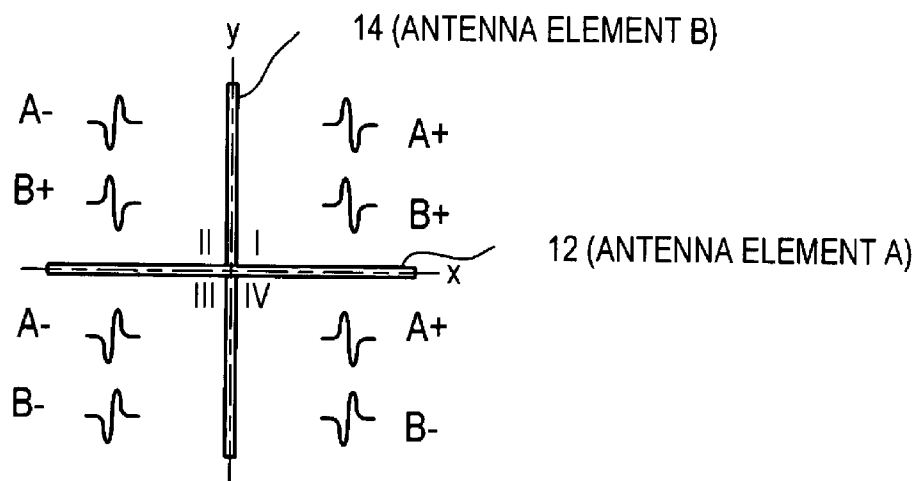 14 (ANTENNA ELEMENT B)
y
A-
A+
B+
B+
II I
12 (ANTENNA ELEMENT A)
x
III IV
A-
A+
B-
B-